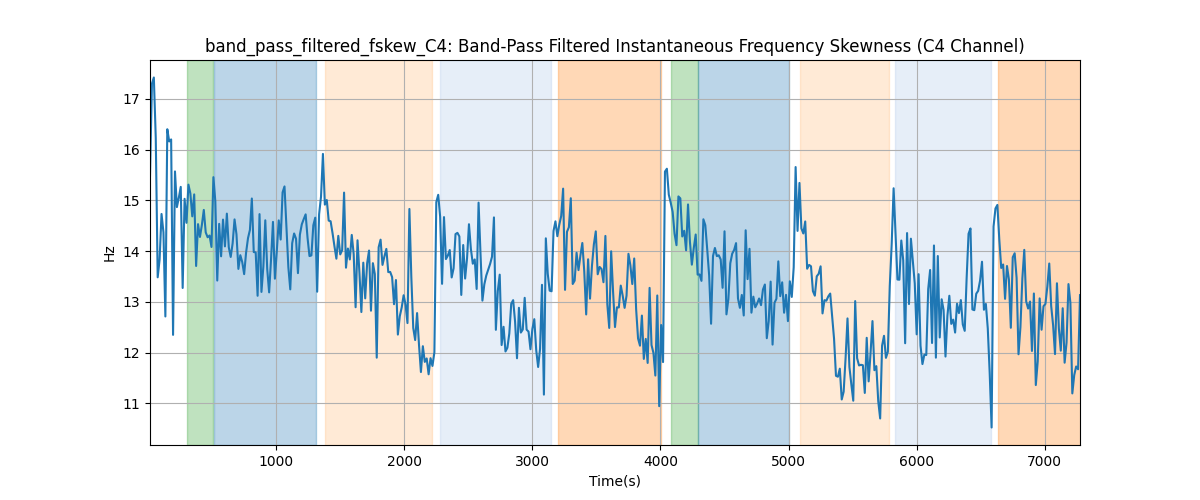 band_pass_filtered_fskew_C4: Band-Pass Filtered Instantaneous Frequency Skewness (C4 Channel)
17
16
15
14
13
12
11
Hz
1000 2000 3000 4000 5000 6000 7000
Time(s)